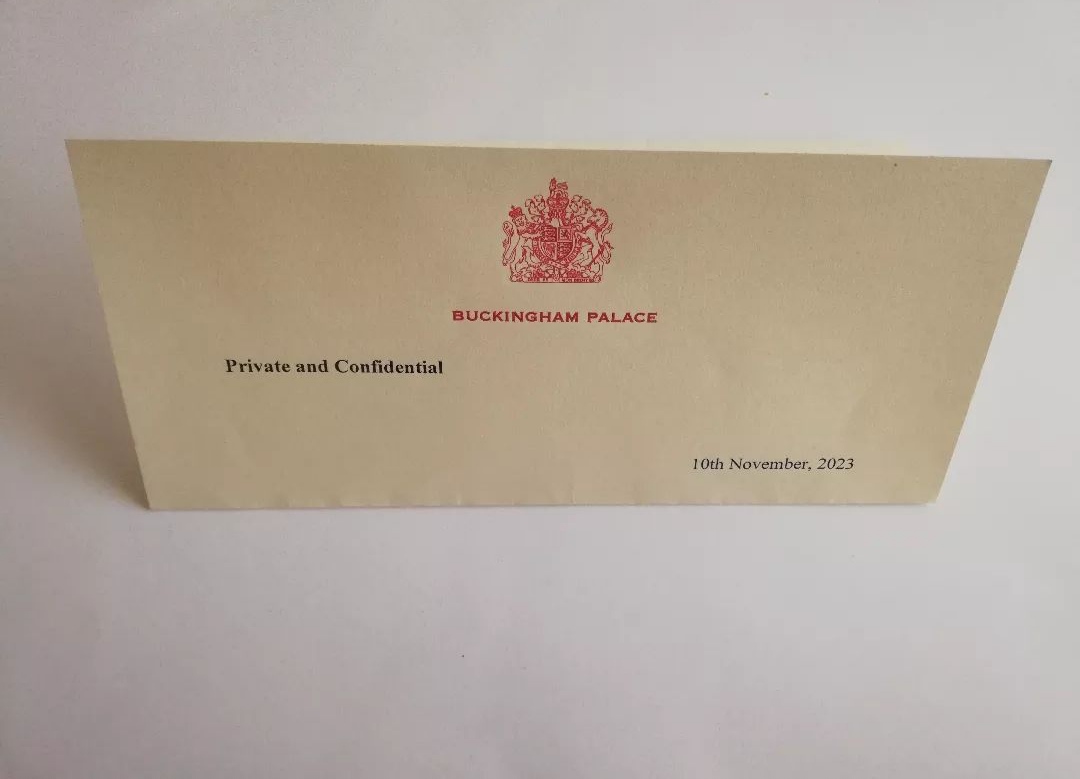 BUCKINGHAM PALACE
Private and Confidential
10th November, 2023